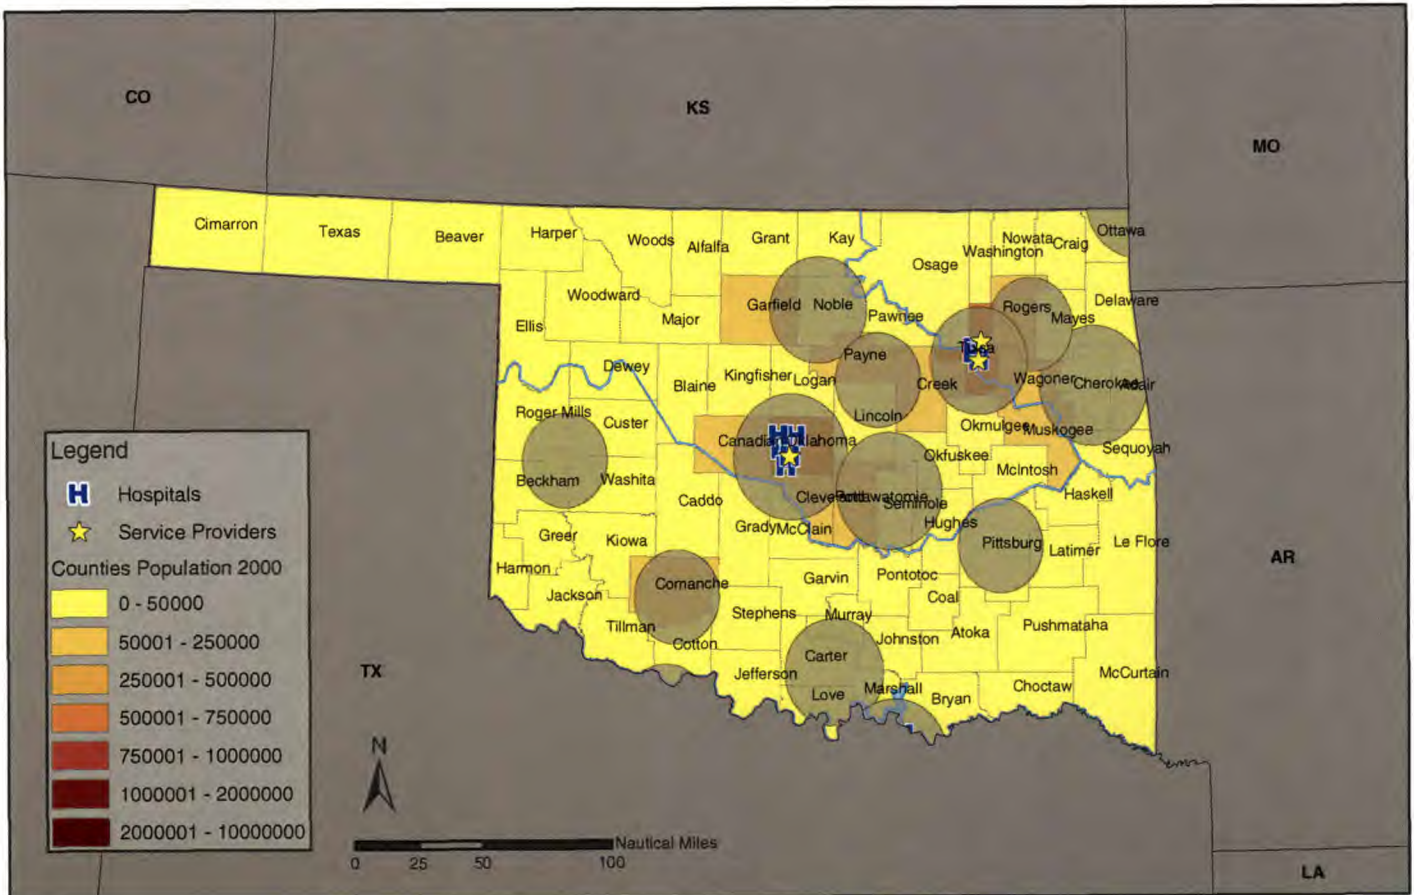 CO
KS
MO
Cimarron
Texas
Beaver
Harper
Woods
Alfalfa
Grant
Kay
Osage
Washington
Nowata
Craig
Ottawa
Ellis
Woodward
Major
Garfield
Noble
Pawnee
Rogers
Mayes
Delaware
Dewey
Blaine
Kingfisher
Logan
Payne
Creek
Tulsa
Wagoner
Cherokee
Adair
Roger Mills
Custer
Canadian
Oklahoma
Lincoln
Okmulgee
Muskogee
Sequoyah
Beckham
Washita
Caddo
Cleveland
Pottawatomie
Seminole
Okfuskee
McIntosh
Haskell
Greer
Kiowa
Grady
McClain
Hughes
Pittsburg
Latimer
Le Flore
AR
Harmon
Jackson
Comanche
Garvin
Pontotoc
Coal
Tillman
Cotton
Stephens
Murray
Johnston
Atoka
Pushmataha
TX
Jefferson
Carter
Love
Marshall
Bryan
Choctaw
McCurtain
LA
Legend
H Hospitals
Service Providers
Counties Population 2000
0 - 50000
50001 - 250000
250001 - 500000
500001 - 750000
750001 - 1000000
1000001 - 2000000
2000001 - 10000000
N
Nautical Miles
0 25 50 100